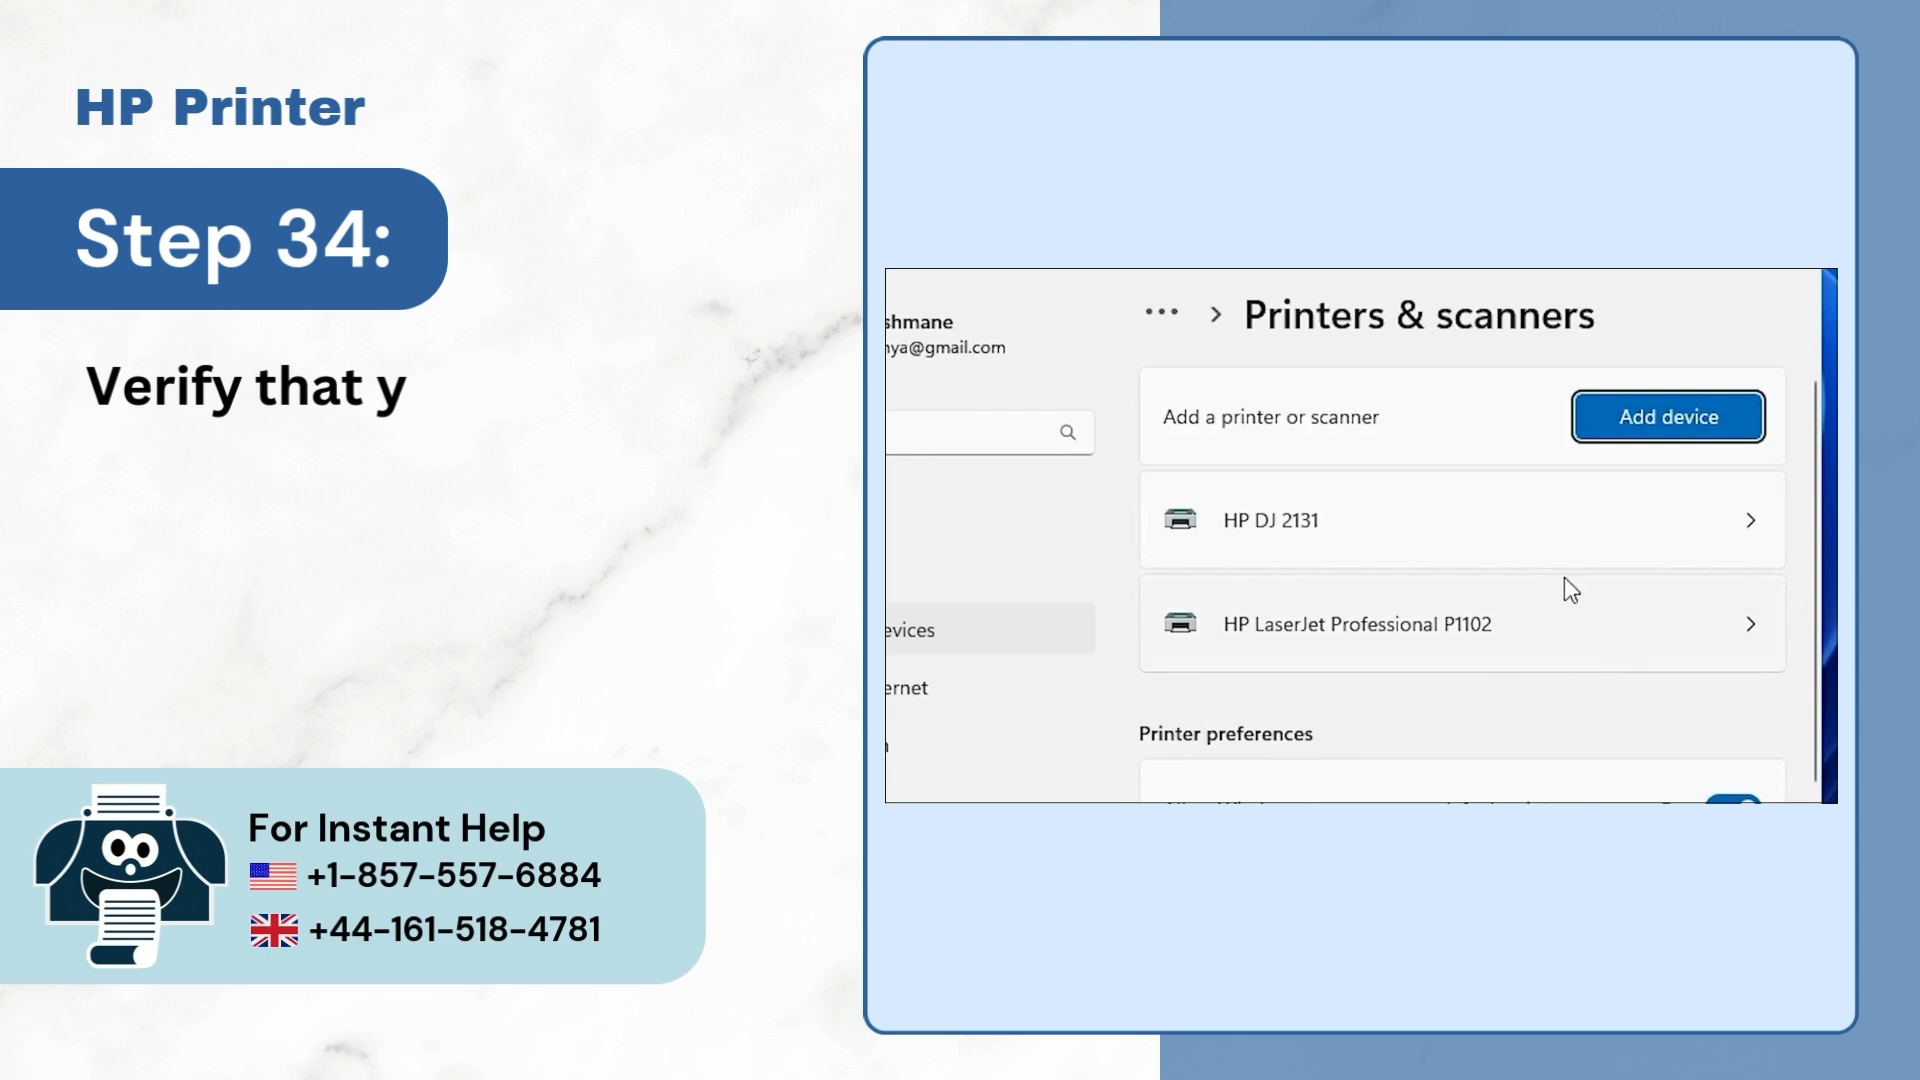 HP Printer
Step 34:
Verify that y
For Instant Help
+1-857-557-6884
+44-161-518-4781
shmane
nya@gmail.com
evices
ernet
Printers & scanners
Add a printer or scanner
Add device
HP DJ 2131
HP LaserJet Professional P1102
Printer preferences